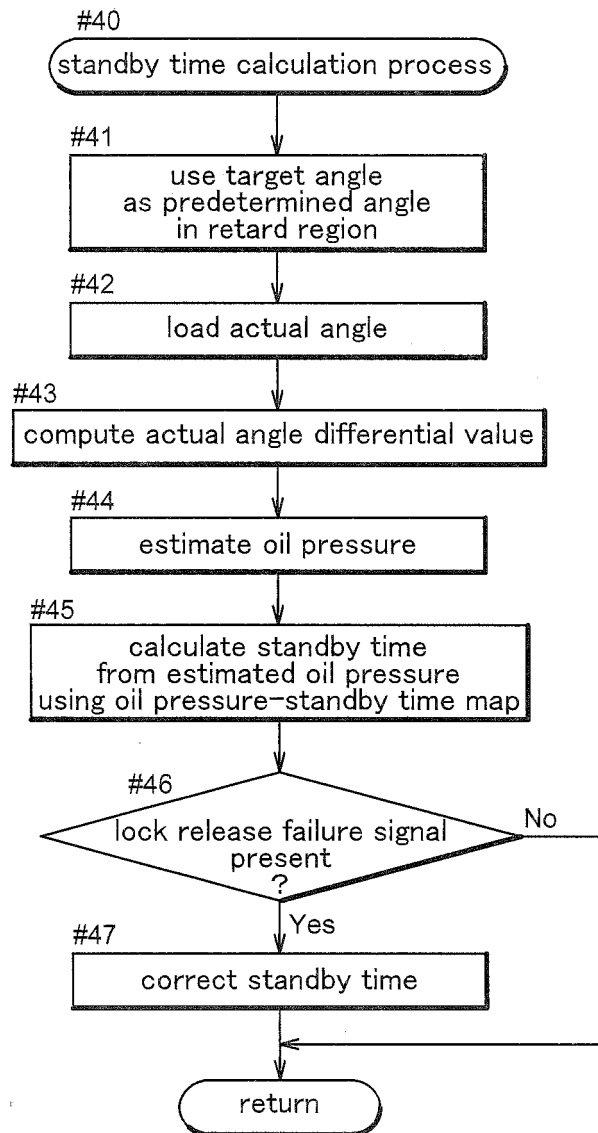 #40
standby time calculation process
#41
use target angle
as predetermined angle
in retard region
#42
load actual angle
#43
compute actual angle differential value
#44
estimate oil pressure
#45
calculate standby time
from estimated oil pressure
using oil pressure-standby time map
#46
lock release failure signal
present
?
No
Yes
#47
correct standby time
return